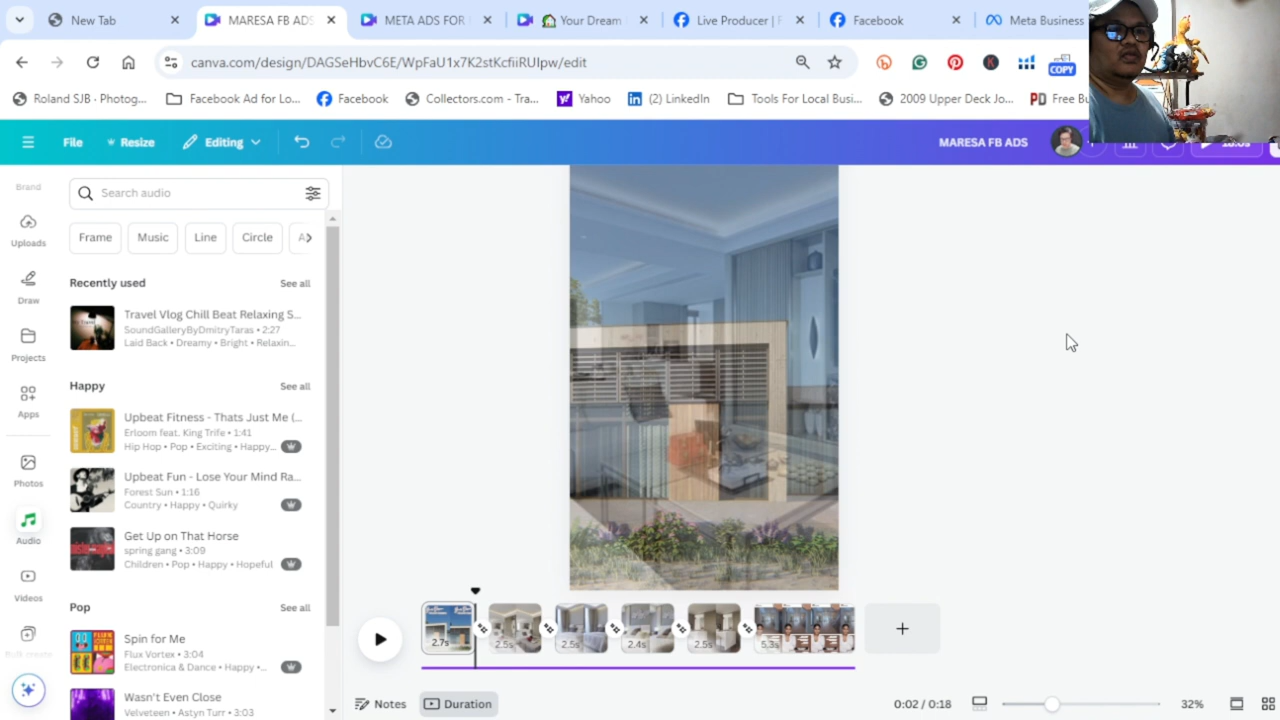 New Tab
MARESA FB ADS
META ADS FOR
Your Dream
Live Producer | F
Facebook
Meta Business
canva.com/design/DAGSeHbvC6E/WpFaU1x7K2stKcfiiRUIpw/edit
COPY
Roland SJB · Photog...
Facebook Ad for Lo...
Facebook
Collectors.com - Tra...
Yahoo
(2) LinkedIn
Tools For Local Busi...
2009 Upper Deck Jo...
Free Bu
File
Resize
Editing
MARESA FB ADS
Brand
Uploads
Draw
Projects
Apps
Photos
Audio
Videos
Bulk create
Search audio
Frame
Music
Line
Circle
Recently used
See all
Travel Vlog Chill Beat Relaxing S...
SoundGalleryByDmitryTaras • 2:27
Laid Back • Dreamy • Bright • Relaxin...
Happy
See all
Upbeat Fitness - Thats Just Me (...
Erloom feat. King Trife • 1:41
Hip Hop • Pop • Exciting • Happy...
Upbeat Fun - Lose Your Mind Ra...
Forest Sun • 1:16
Country • Happy • Quirky
Get Up on That Horse
spring gang • 3:09
Children • Pop • Happy • Hopeful
Pop
See all
Spin for Me
Flux Vortex • 3:04
Electronica & Dance • Happy •...
Wasn't Even Close
Velveteen • Astyn Turr • 3:03
2.7s
2.5s
2.5s
2.4s
2.5s
5.3s
Notes
Duration
0:02 / 0:18
32%